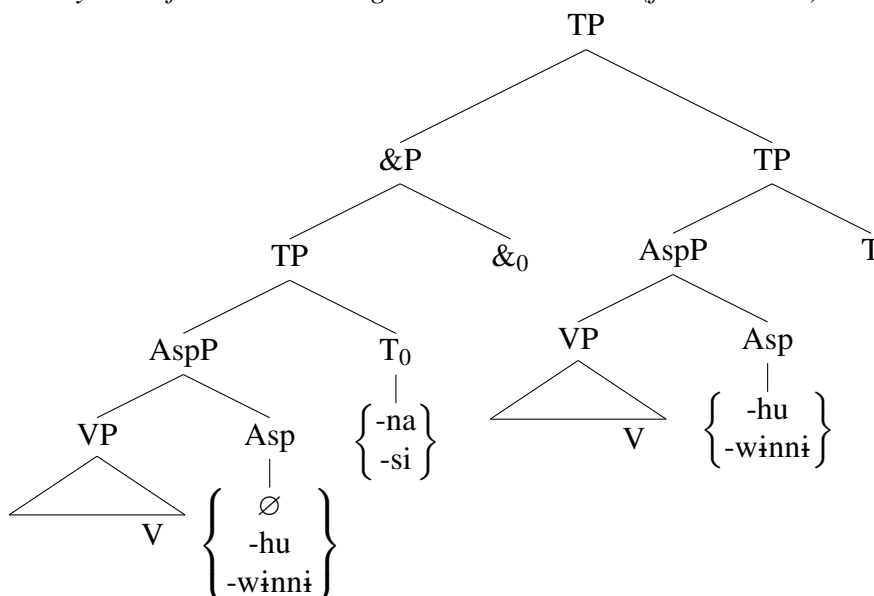 TP
&P TP
TP &0 AspP T
AspP T0 VP Asp
-na
-si
-hu
-wɨnnɨ
V
VP Asp
∅
-hu
-wɨnnɨ
V